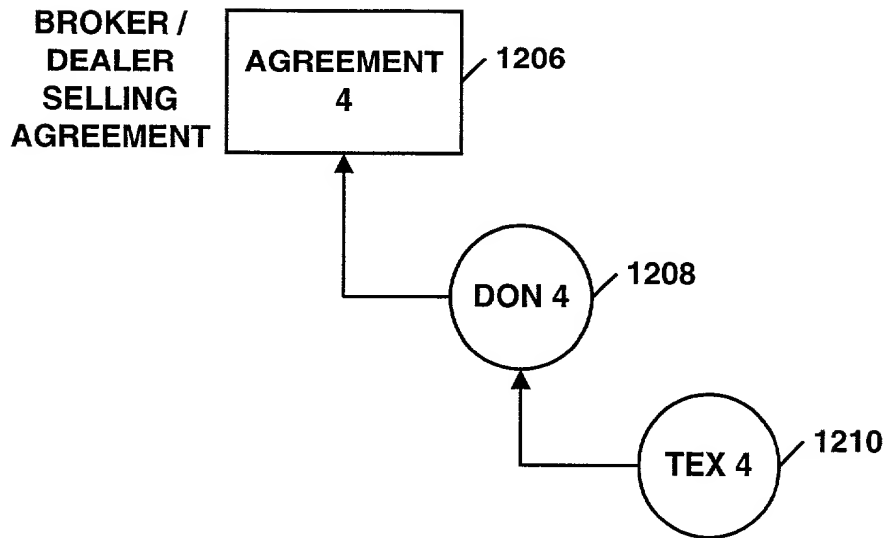 BROKER /
DEALER
SELLING
AGREEMENT
AGREEMENT
4
1206
DON 4
1208
TEX 4
1210